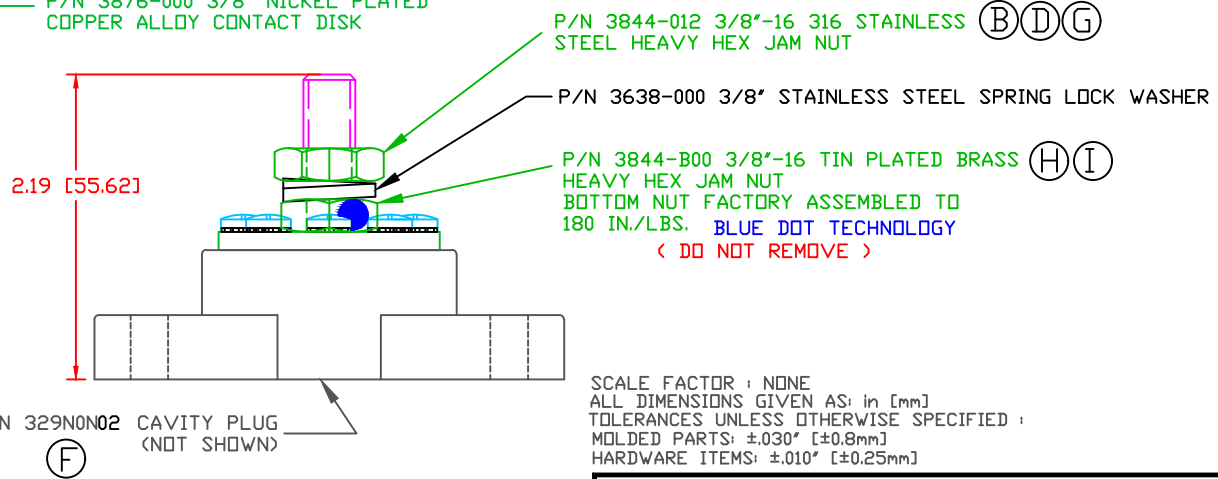 P/N 3876-000 3/8" NICKEL PLATED
COPPER ALLOY CONTACT DISK
P/N 3844-012 3/8"-16 316 STAINLESS B D G
STEEL HEAVY HEX JAM NUT
P/N 3638-000 3/8" STAINLESS STEEL SPRING LOCK WASHER
P/N 3844-B00 3/8"-16 TIN PLATED BRASS H I
HEAVY HEX JAM NUT
BOTTOM NUT FACTORY ASSEMBLED TO
180 IN./LBS. BLUE DOT TECHNOLOGY
( DO NOT REMOVE )
2.19 [55.62]
N 329N0N02 CAVITY PLUG
(NOT SHOWN)
F
SCALE FACTOR : NONE
ALL DIMENSIONS GIVEN AS: in [mm]
TOLERANCES UNLESS OTHERWISE SPECIFIED :
MOLDED PARTS: ±.030" [±0.8mm]
HARDWARE ITEMS: ±.010" [±0.25mm]